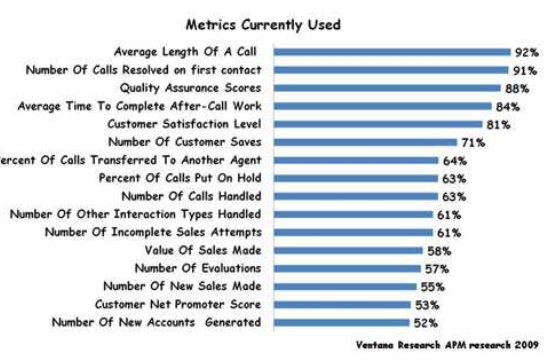 Metrics Currently Used
Average Length Of A Call 92%
Number Of Calls Resolved on first contact 91%
Quality Assurance Scores 88%
Average Time To Complete After-Call Work 84%
Customer Satisfaction Level 81%
Number Of Customer Saves 71%
ercent Of Calls Transferred To Another Agent 64%
Percent Of Calls Put On Hold 63%
Number Of Calls Handled 63%
Number Of Other Interaction Types Handled 61%
Number Of Incomplete Sales Attempts 61%
Value Of Sales Made 58%
Number Of Evaluations 57%
Number Of New Sales Made 55%
Customer Net Promoter Score 53%
Number Of New Accounts Generated 52%
Ventana Research APM research 2009